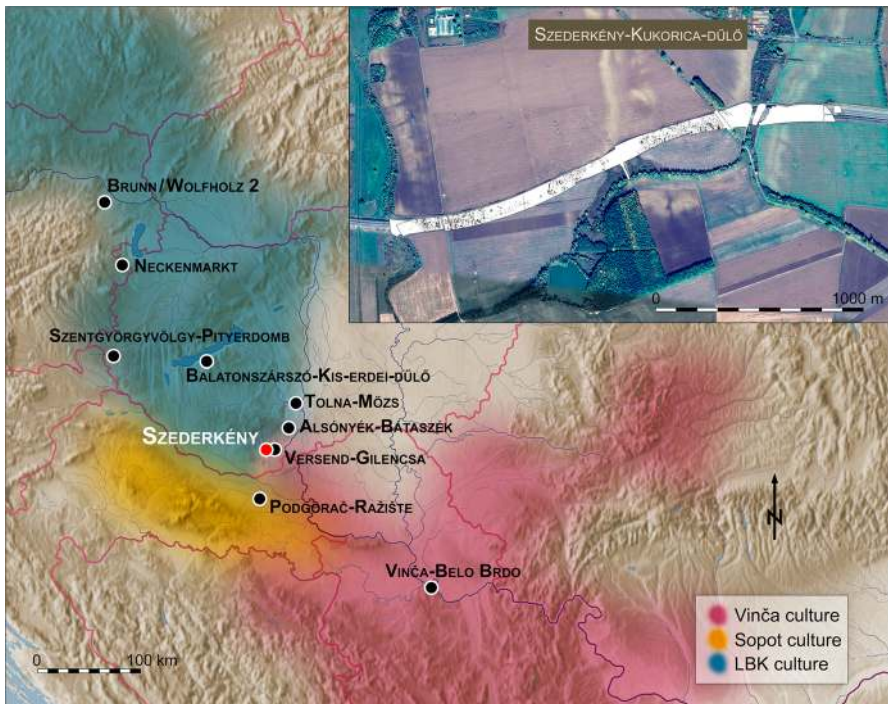 SZEDERKÉNY-KUKORICA-DŰLŐ
0 1000 m
BRUNN/WOLFHOLZ 2
NECKENMARKT
SZENTGYÖRGYVÖLGY-PITYERDOMB
BALATONSZÁRSZÓ-KIS-ERDEI-DŰLŐ
TOLNA-MÖZS
ALSÓNYÉK-BÁTASZÉK
SZEDERKÉNY
VERSEND-GILENCSA
PODGORAČ-RAŽIŠTE
VINČA-BELO BRDO
N
Vinča culture
Sopot culture
LBK culture
0 100 km